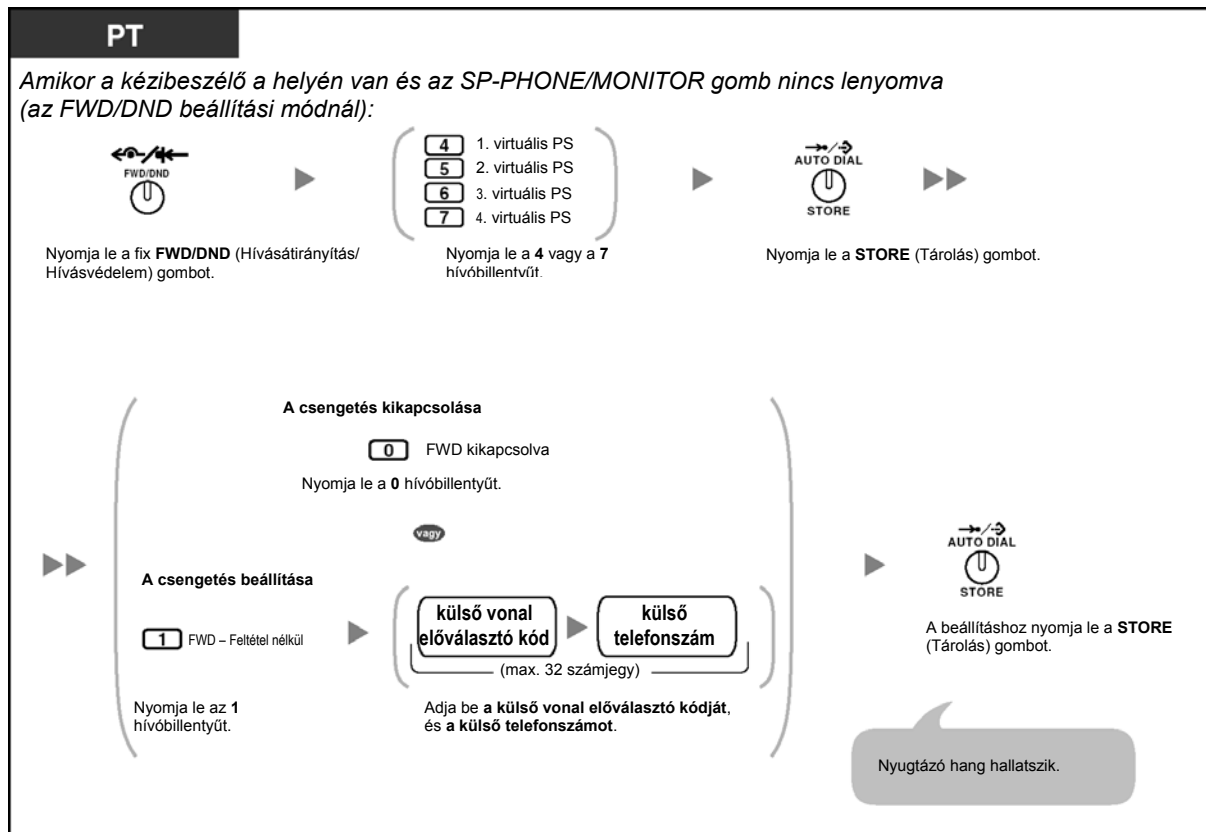 PT
Amikor a kézibeszélő a helyén van és az SP-PHONE/MONITOR gomb nincs lenyomva
(az FWD/DND beállítási módnál):
FWD/DND
4 1. virtuális PS
5 2. virtuális PS
6 3. virtuális PS
7 4. virtuális PS
AUTO DIAL
STORE
Nyomja le a fix FWD/DND (Hívásátirányítás/
Hívásvédelem) gombot.
Nyomja le a 4 vagy a 7
hívóbillentyűt.
Nyomja le a STORE (Tárolás) gombot.
A csengetés kikapcsolása
0 FWD kikapcsolva
Nyomja le a 0 hívóbillentyűt.
vagy
A csengetés beállítása
1 FWD – Feltétel nélkül
külső vonal
előválasztó kód
külső
telefonszám
(max. 32 számjegy)
Nyomja le az 1
hívóbillentyűt.
Adja be a külső vonal előválasztó kódját,
és a külső telefonszámot.
AUTO DIAL
STORE
A beállításhoz nyomja le a STORE
(Tárolás) gombot.
Nyugtázó hang hallatszik.